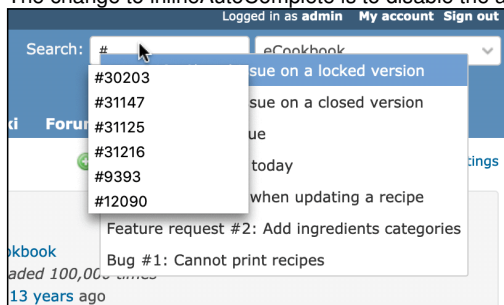 The change to inlineAutoComplete is to disable the a
Logged in as admin My account Sign out
Search: # eCookbook
#30203
#31147
#31125
#31216
#9393
#12090
sue on a locked version
sue on a closed version
ue
today
when updating a recipe
Feature request #2: Add ingredients categories
Bug #1: Cannot print recipes
ki Forum
tings
okbook
aded 100,000 times
13 years ago